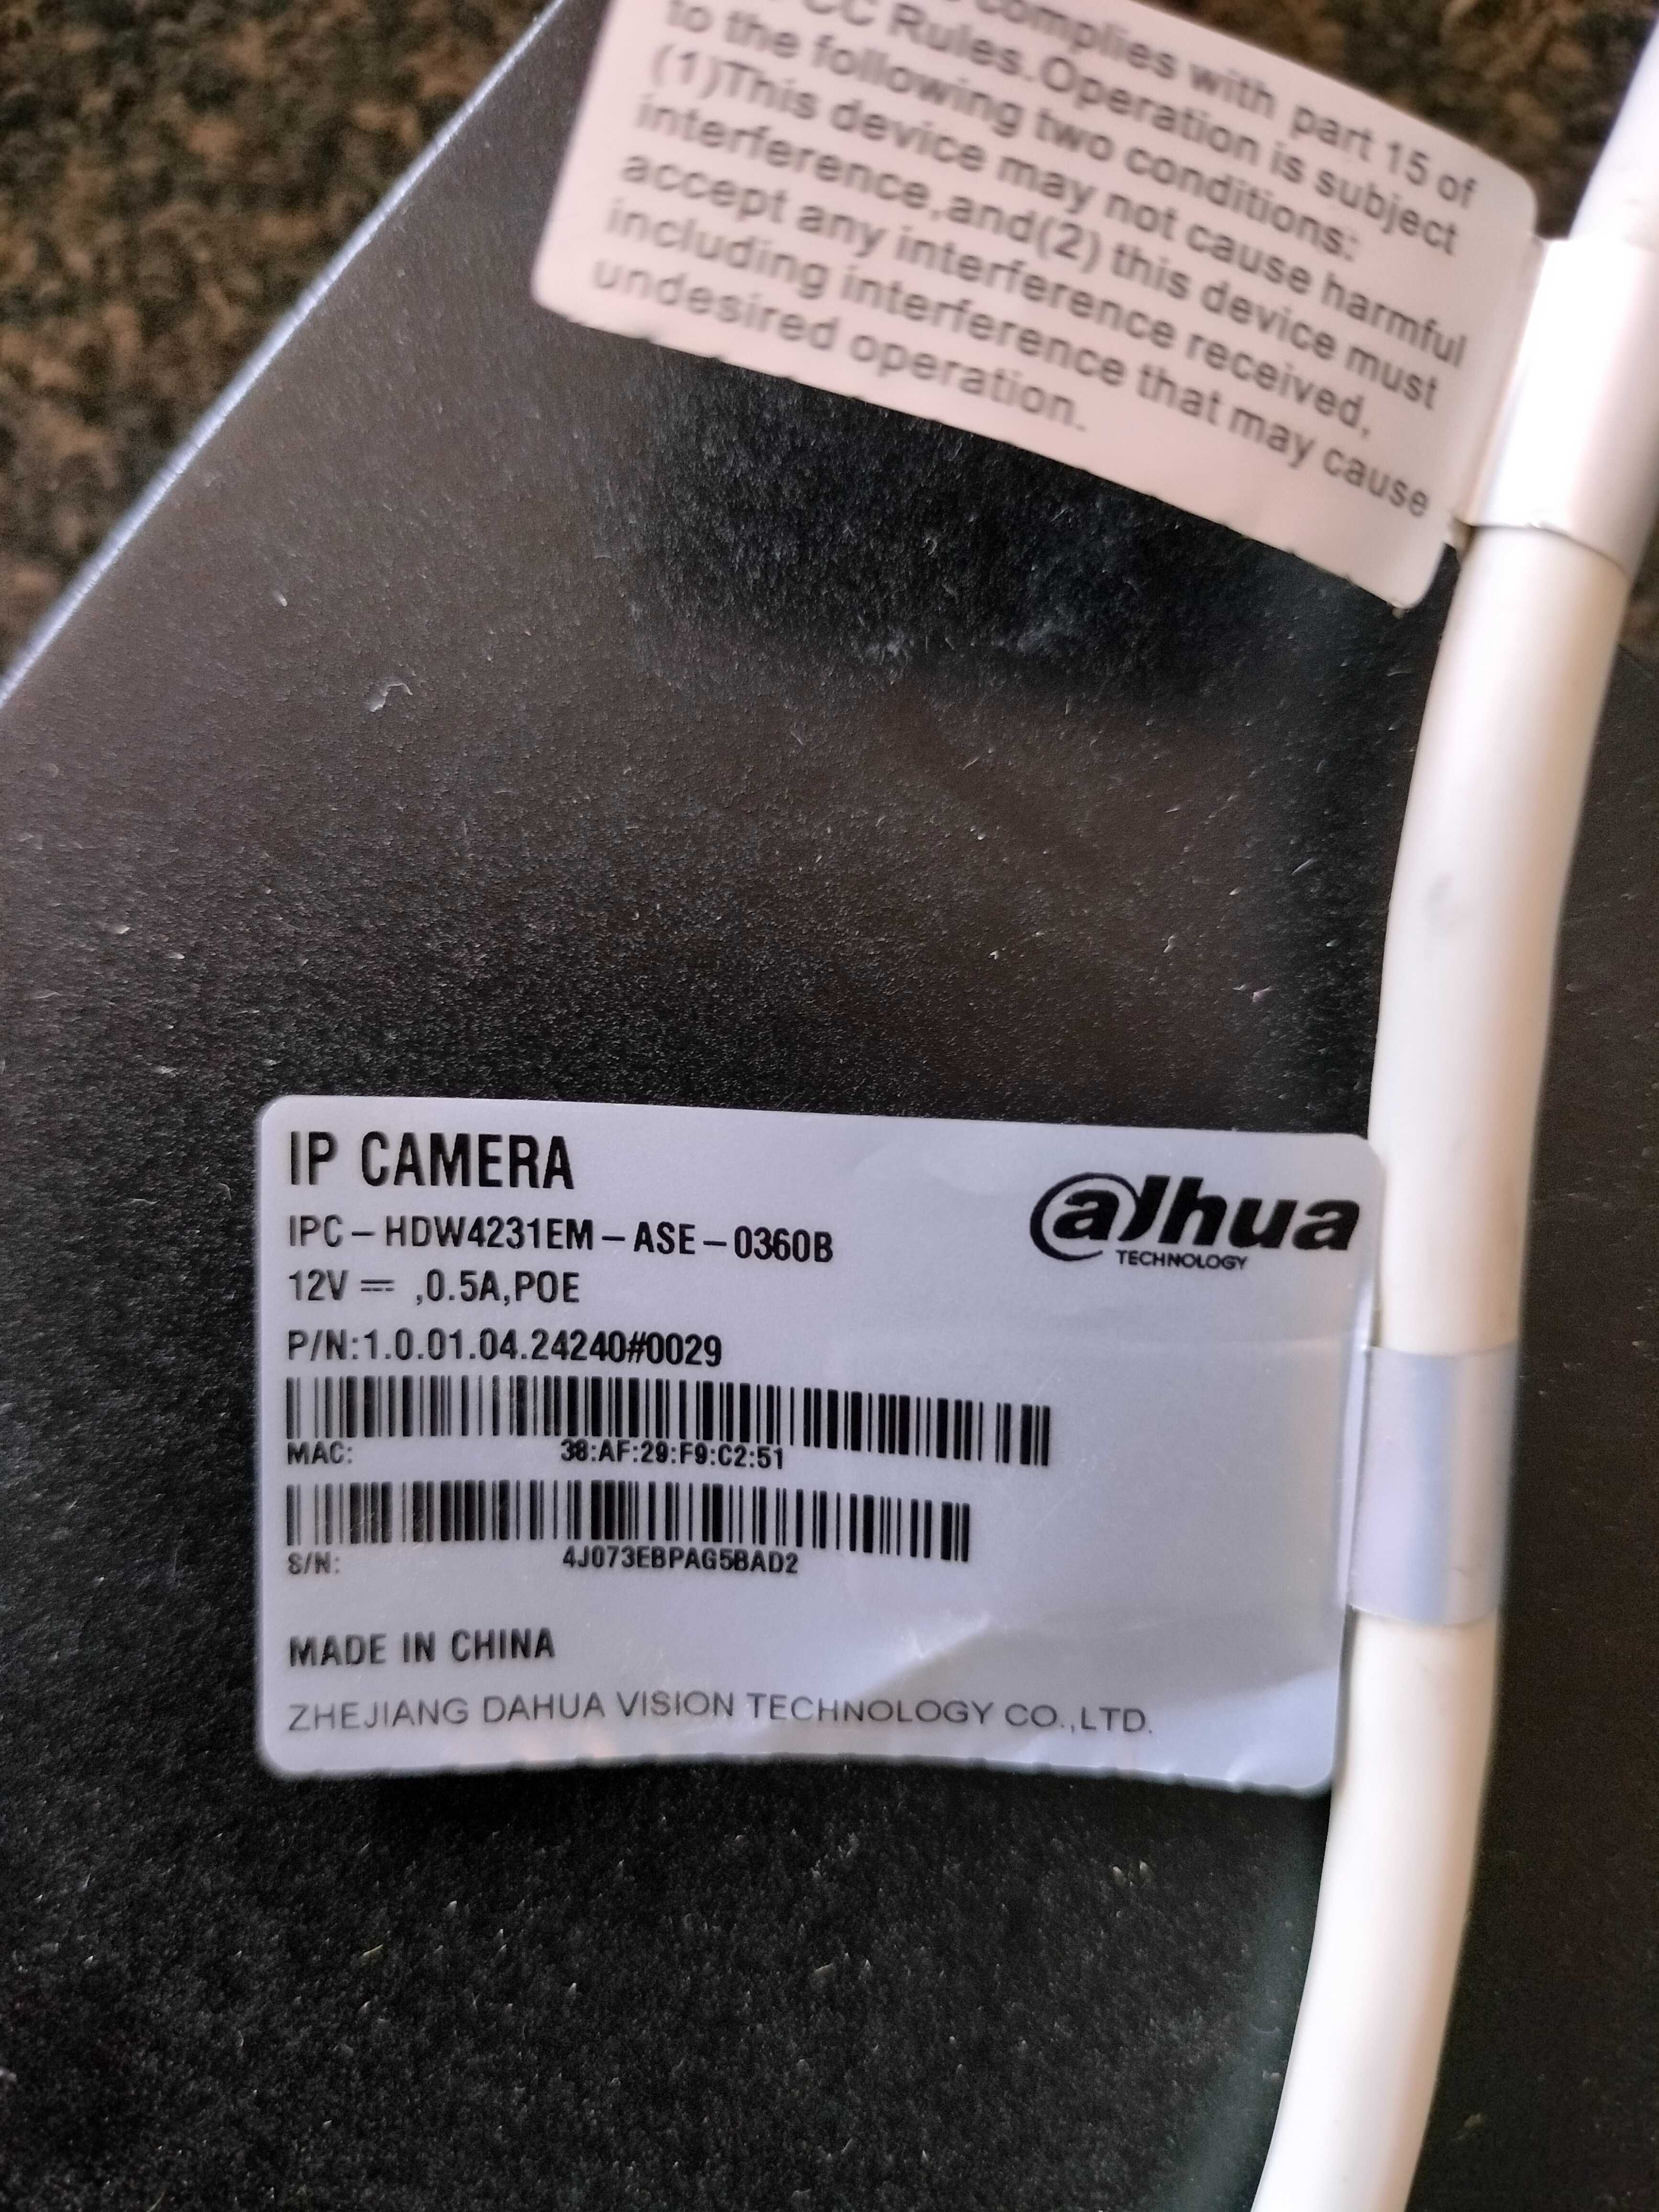 complies with part 15 of
CC Rules.Operation is subject
to the following two conditions:
(1)This device may not cause harmful
interference,and(2) this device must
accept any interference received,
including interference that may cause
undesired operation.
IP CAMERA
alhua
TECHNOLOGY
IPC-HDW4231EM-ASE-0360B
12V ⎓ ,0.5A,POE
P/N:1.0.01.04.24240#0029
MAC: 38:AF:29:F9:C2:51
S/N: 4J073EBPAG5BAD2
MADE IN CHINA
ZHEJIANG DAHUA VISION TECHNOLOGY CO.,LTD.